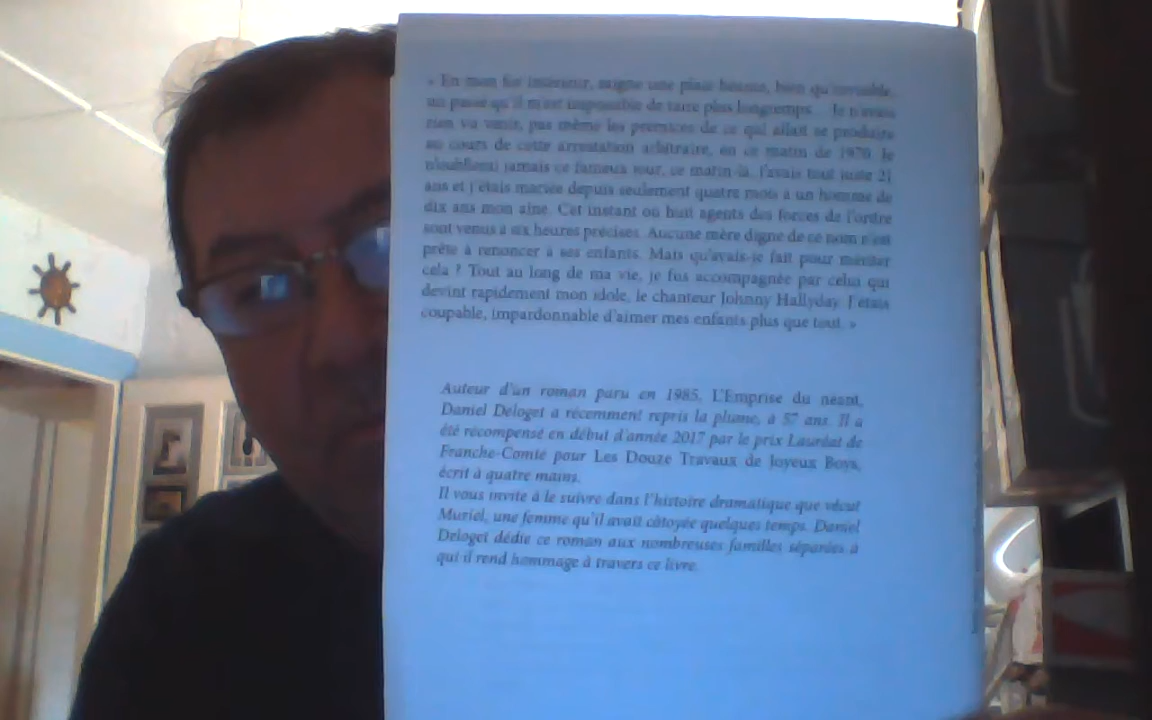 « En mon for intérieur, saigne une plaie béante, bien qu'invisible,
un passé qu'il m'est impossible de taire plus longtemps. Je n'avais
rien vu venir, pas même les prémices de ce qui allait se produire
au cours de cette arrestation arbitraire, en ce matin de 1970. Je
n'oublierai jamais ce fameux jour, ce matin-là. J'avais tout juste 21
ans et j'étais mariée depuis seulement quatre mois à un homme de
dix ans mon aîné. Cet instant où huit agents des forces de l'ordre
sont venus à six heures précises. Aucune mère digne de ce nom n'est
prête à renoncer à ses enfants. Mais qu'avais-je fait pour mériter
cela ? Tout au long de ma vie, je fus accompagnée par celui qui
devint rapidement mon idole, le chanteur Johnny Hallyday. J'étais
coupable, impardonnable d'aimer mes enfants plus que tout. »
Auteur d'un roman paru en 1985, L'Emprise du néant,
Daniel Deloget a récemment repris la plume, à 57 ans. Il a
été récompensé en début d'année 2017 par le prix Lauréat de
Franche-Comté pour Les Douze Travaux de Joyeux Boys,
écrit à quatre mains.
Il vous invite à le suivre dans l'histoire dramatique que vécut
Muriel, une femme qu'il avait côtoyée quelques temps. Daniel
Deloget dédie ce roman aux nombreuses familles séparées à
qui il rend hommage à travers ce livre.